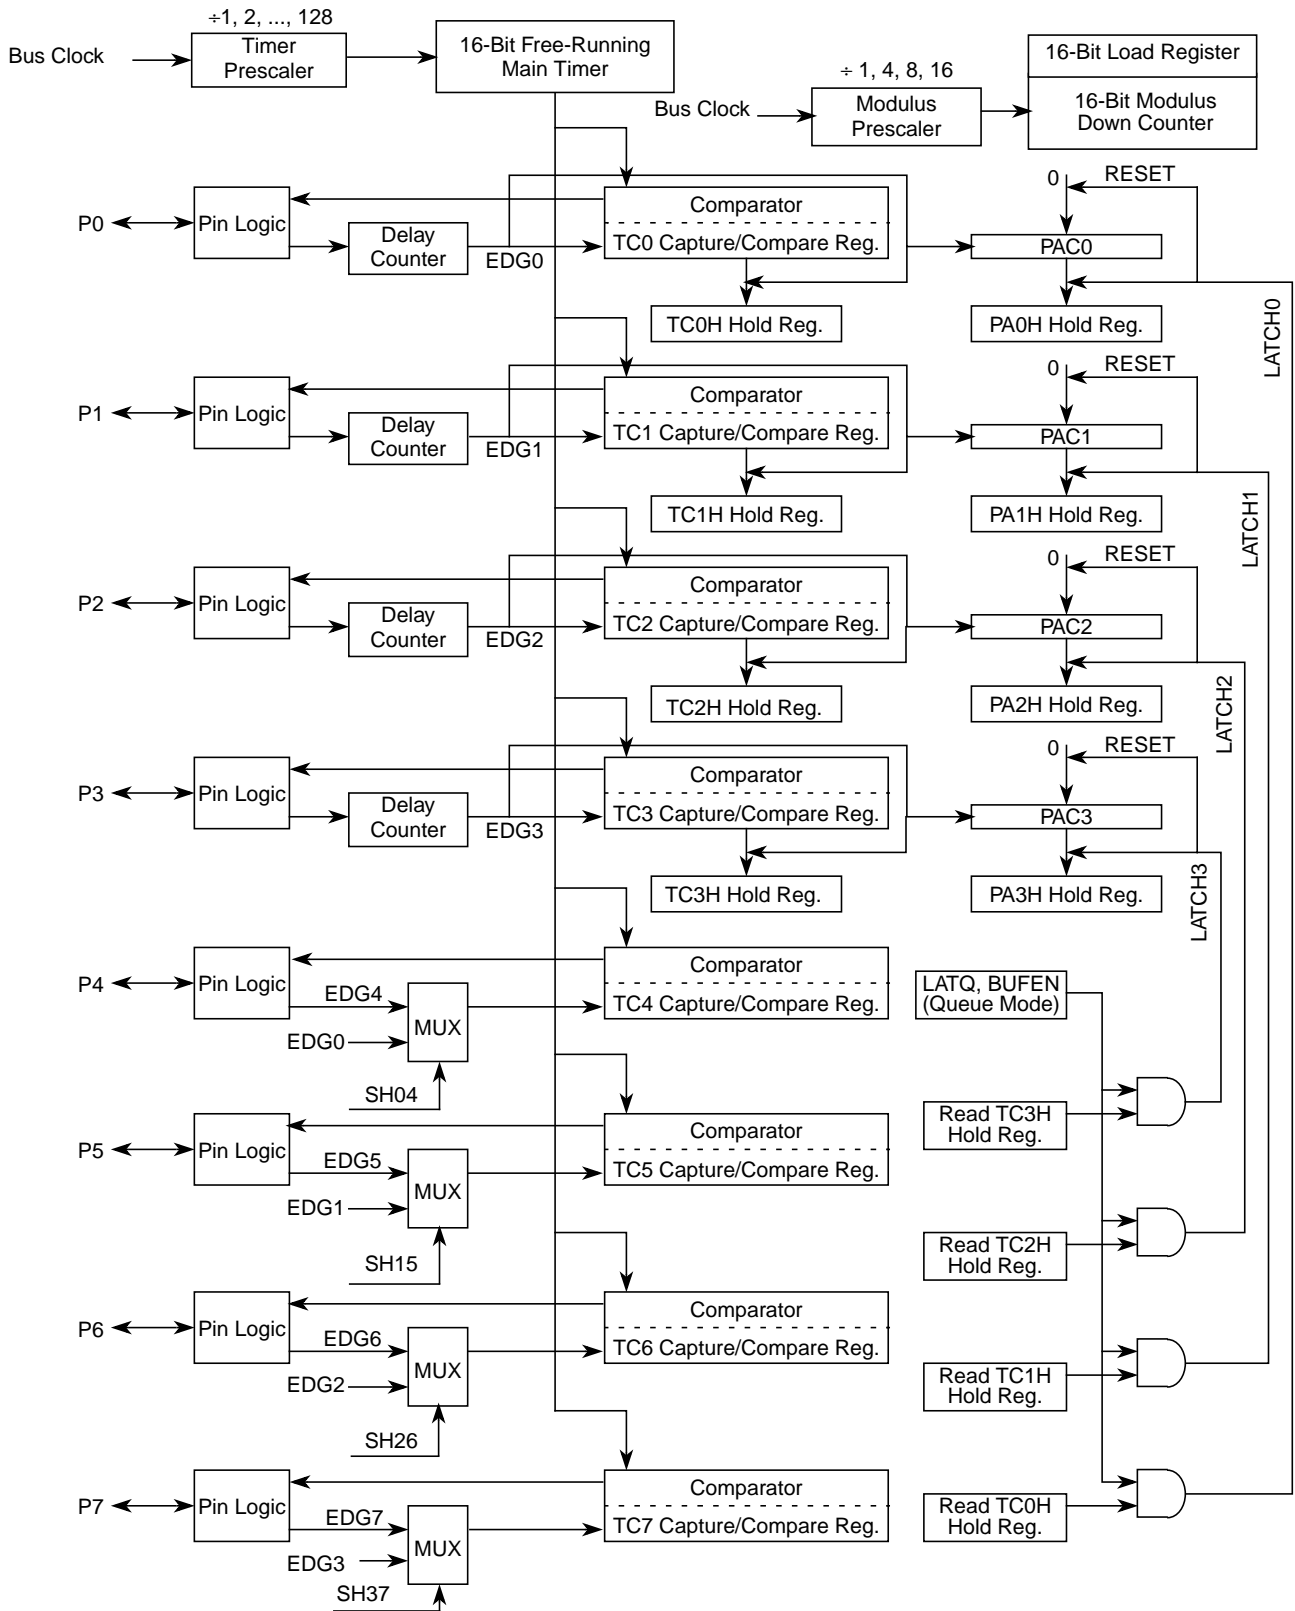 ÷1, 2, ..., 128
Bus Clock
Timer
Prescaler
16-Bit Free-Running
Main Timer
÷ 1, 4, 8, 16
Bus Clock
Modulus
Prescaler
16-Bit Load Register
16-Bit Modulus
Down Counter
P0
Pin Logic
Delay
Counter
EDG0
Comparator
TC0 Capture/Compare Reg.
TC0H Hold Reg.
0
RESET
PAC0
PA0H Hold Reg.
LATCH0
P1
Pin Logic
Delay
Counter
EDG1
Comparator
TC1 Capture/Compare Reg.
TC1H Hold Reg.
0
RESET
PAC1
PA1H Hold Reg.
LATCH1
P2
Pin Logic
Delay
Counter
EDG2
Comparator
TC2 Capture/Compare Reg.
TC2H Hold Reg.
0
RESET
PAC2
PA2H Hold Reg.
LATCH2
P3
Pin Logic
Delay
Counter
EDG3
Comparator
TC3 Capture/Compare Reg.
TC3H Hold Reg.
0
RESET
PAC3
PA3H Hold Reg.
LATCH3
P4
Pin Logic
EDG4
EDG0
MUX
SH04
Comparator
TC4 Capture/Compare Reg.
LATQ, BUFEN
(Queue Mode)
Read TC3H
Hold Reg.
P5
Pin Logic
EDG5
EDG1
MUX
SH15
Comparator
TC5 Capture/Compare Reg.
Read TC2H
Hold Reg.
P6
Pin Logic
EDG6
EDG2
MUX
SH26
Comparator
TC6 Capture/Compare Reg.
Read TC1H
Hold Reg.
P7
Pin Logic
EDG7
EDG3
MUX
SH37
Comparator
TC7 Capture/Compare Reg.
Read TC0H
Hold Reg.